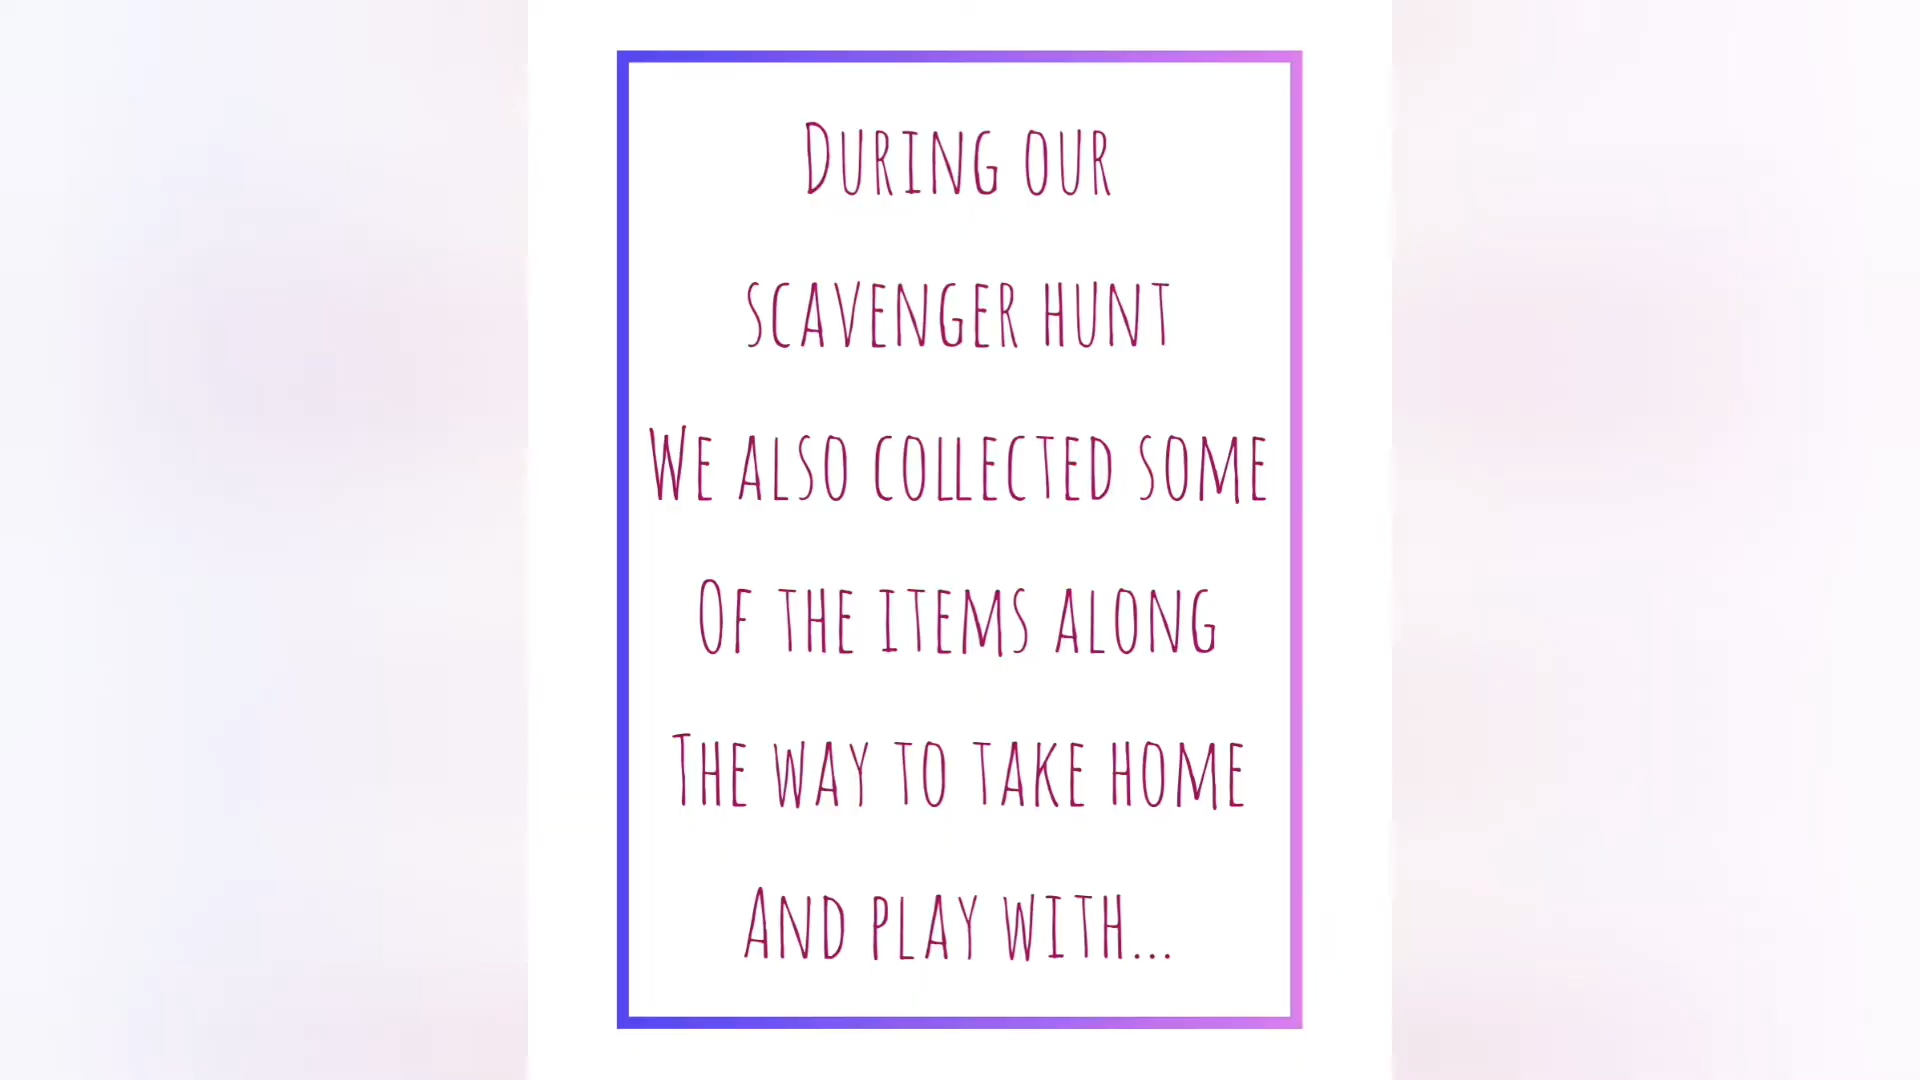 During our
scavenger hunt
We also collected some
Of the items along
The way to take home
And play with...